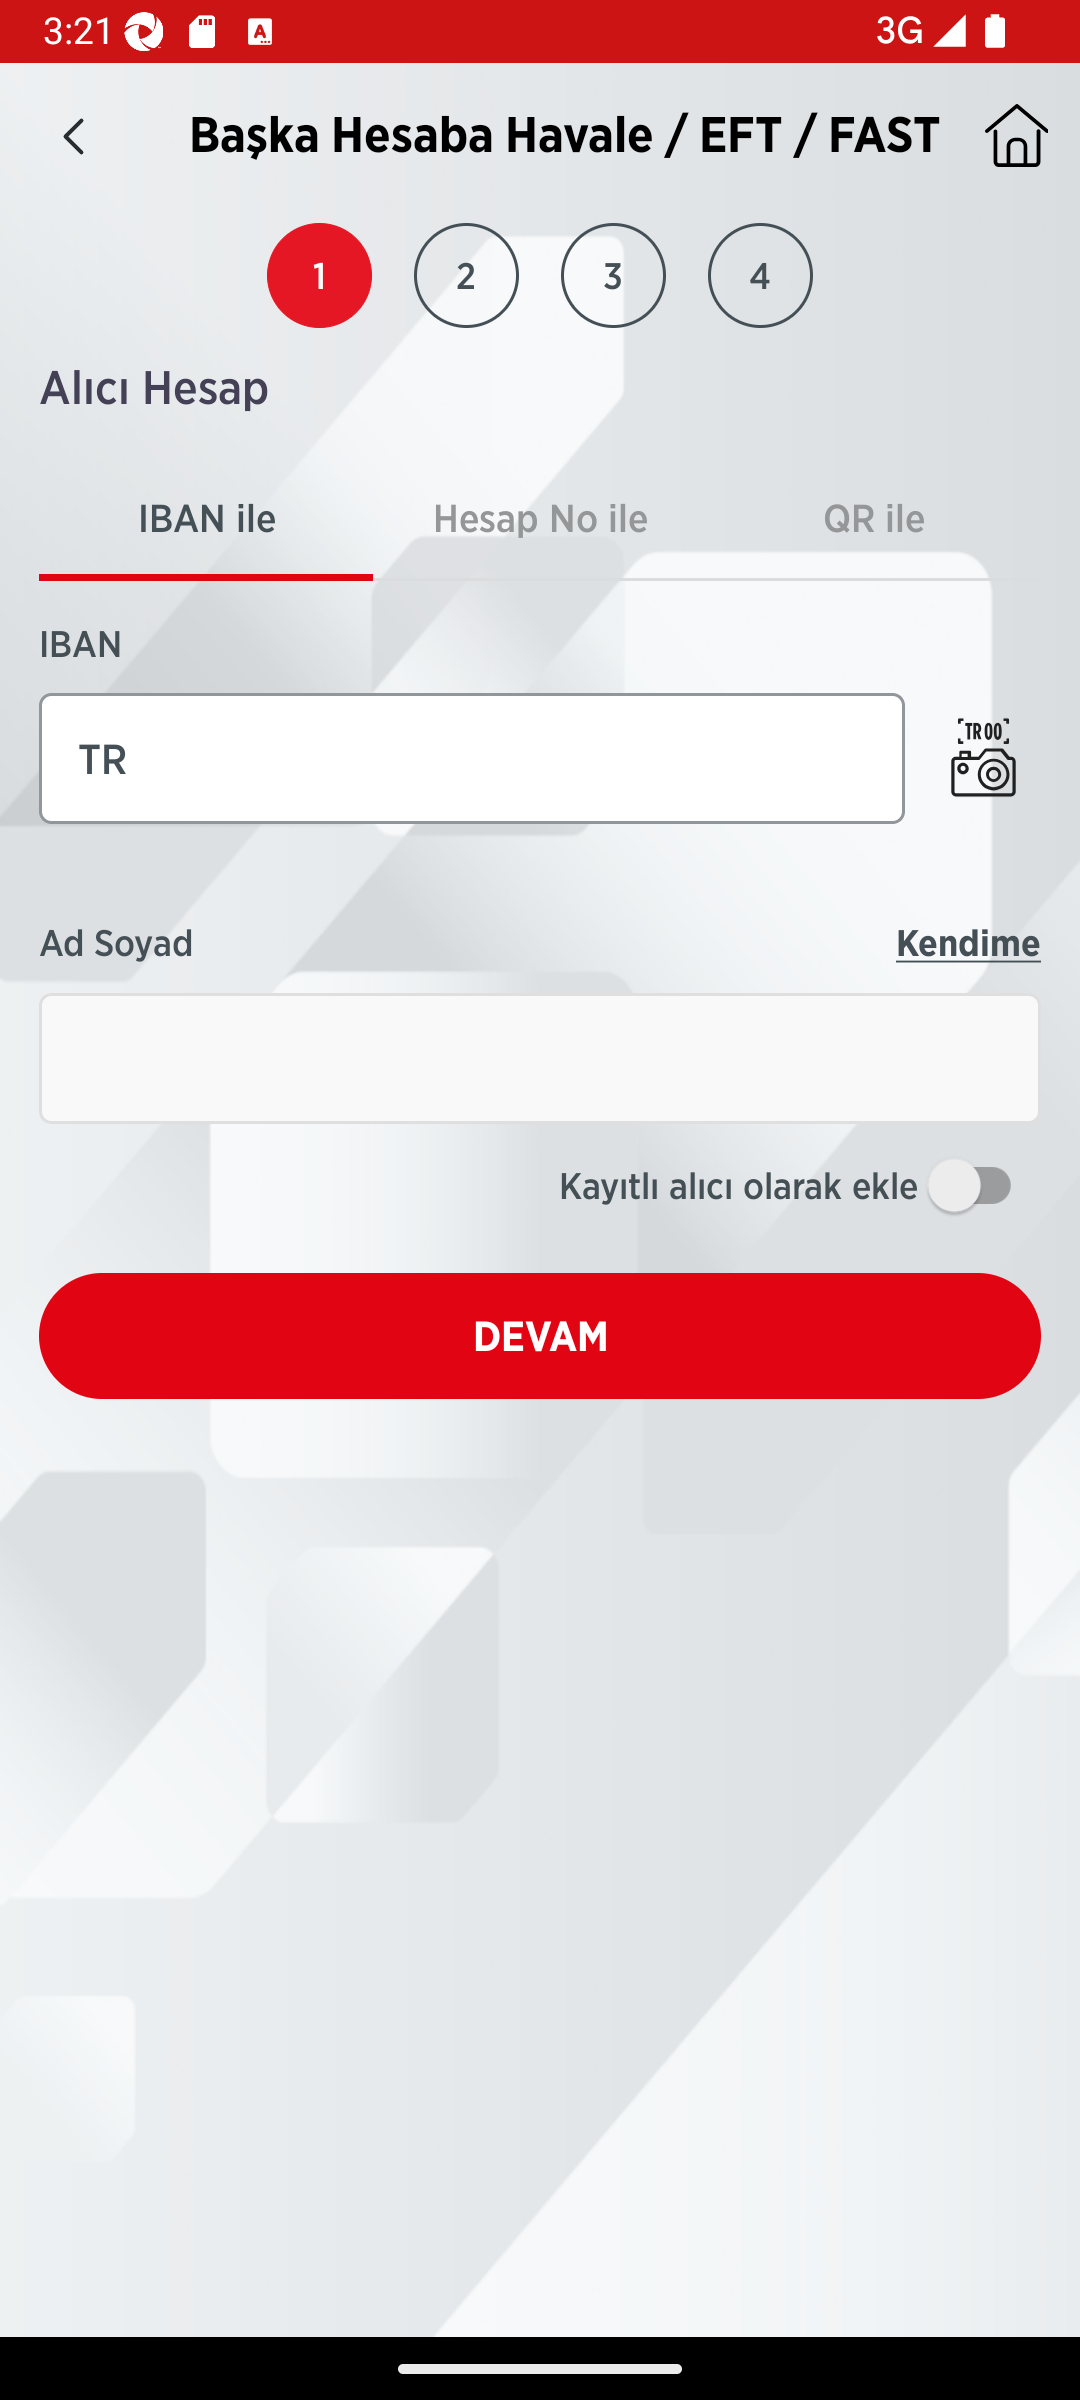 3:21
3G
Başka Hesaba Havale / EFT / FAST
1 2 3 4
Alıcı Hesap
IBAN ile Hesap No ile QR ile
IBAN
TR
TR 00
Ad Soyad Kendime
Kayıtlı alıcı olarak ekle
DEVAM